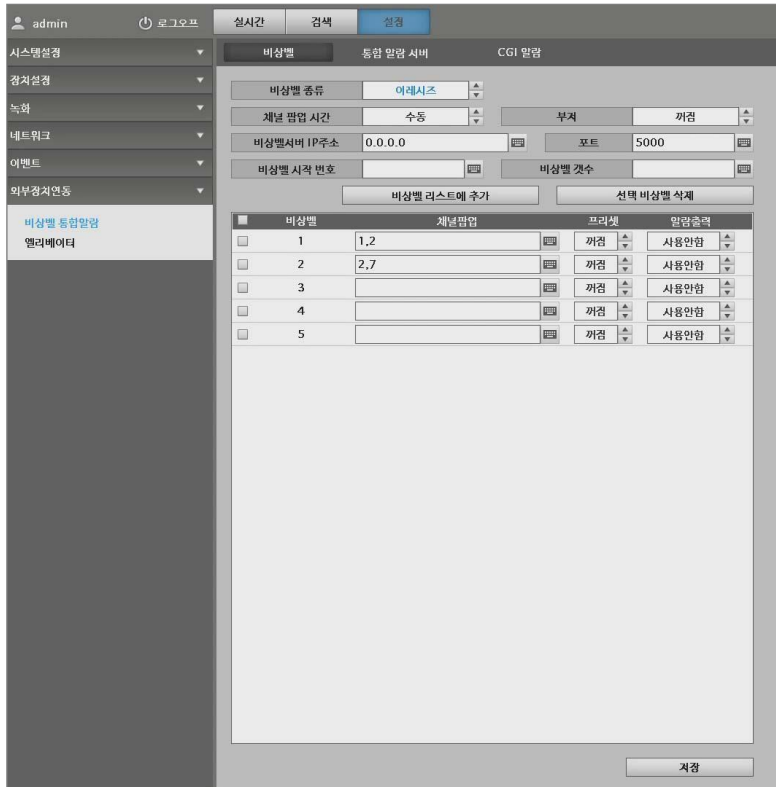 admin 로그오프 실시간 검색 설정
시스템설정
장치설정
녹화
네트워크
이벤트
외부장치연동
비상벨 통합알람
엘리베이터
비상벨 통합 알람 서버 CGI 알람
비상벨 종류 이레시즈
채널 팝업 시간 수동 부져 꺼짐
비상벨서버 IP주소 0.0.0.0 포트 5000
비상벨 시작 번호 비상벨 갯수
비상벨 리스트에 추가 선택 비상벨 삭제
비상벨 채널팝업 프리셋 알람출력
1 1,2 꺼짐 사용안함
2 2,7 꺼짐 사용안함
3 꺼짐 사용안함
4 꺼짐 사용안함
5 꺼짐 사용안함
저장